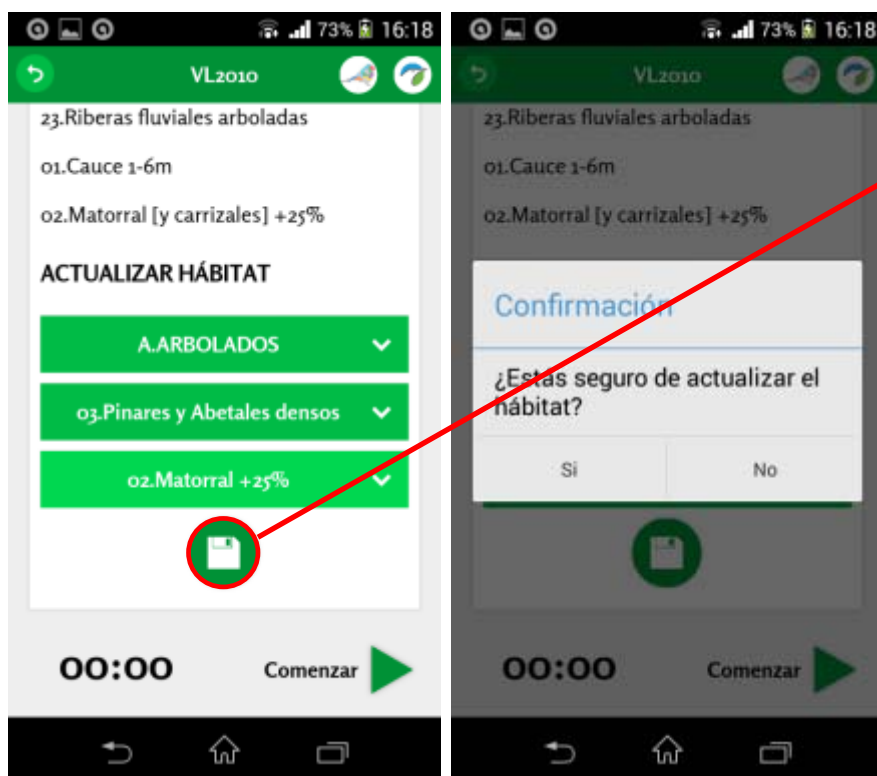 73% 16:18
VL2010
23.Riberas fluviales arboladas
01.Cauce 1-6m
02.Matorral [y carrizales] +25%
ACTUALIZAR HÁBITAT
A.ARBOLADOS
03.Pinares y Abetales densos
02.Matorral +25%
00:00
Comenzar
73% 16:18
VL2010
23.Riberas fluviales arboladas
01.Cauce 1-6m
02.Matorral [y carrizales] +25%
Confirmación
¿Estas seguro de actualizar el
hábitat?
Si
No
00:00
Comenzar